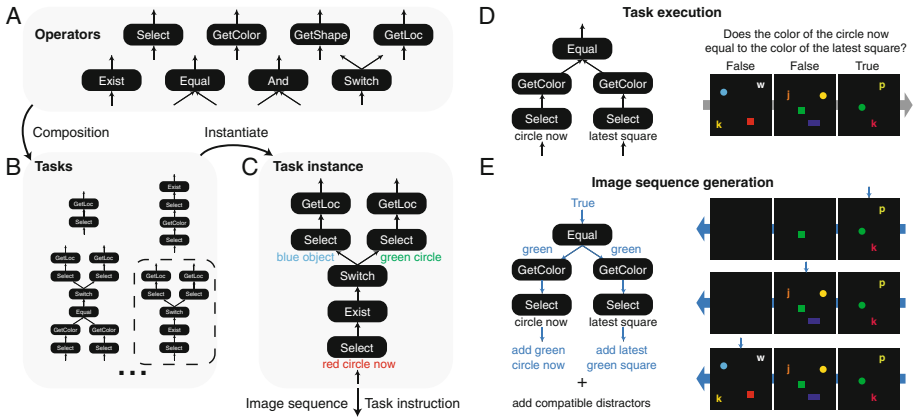 A
Operators
Select
GetColor
GetShape
GetLoc
Exist
Equal
And
Switch
Composition
Instantiate
B
Tasks
GetLoc
Select
GetLoc
GetLoc
Select
Select
Switch
Equal
GetColor
GetColor
Select
Select
Exist
Select
GetColor
Select
GetLoc
GetLoc
Select
Select
Switch
Exist
Select
...
C
Task instance
GetLoc
GetLoc
Select
Select
blue object
green circle
Switch
Exist
Select
red circle now
Image sequence
Task instruction
D
Task execution
Equal
GetColor
GetColor
Select
Select
circle now
latest square
Does the color of the circle now
equal to the color of the latest square?
False
False
True
w
k
j
p
k
E
Image sequence generation
True
Equal
green
green
GetColor
GetColor
Select
Select
circle now
latest square
add green
circle now
add latest
green square
+
add compatible distractors
p
k
j
p
k
w
k
j
p
k